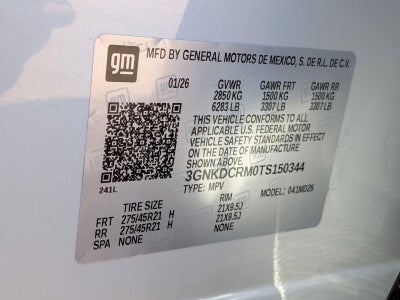 gm MFD BY GENERAL MOTORS DE MEXICO, S. DE R.L. DE C.V.
01/26 GVWR GAWR FRT GAWR RR
2850 KG 1500 KG 1500 KG
6283 LB 3307 LB 3307 LB
THIS VEHICLE CONFORMS TO ALL
APPLICABLE U.S. FEDERAL MOTOR
VEHICLE SAFETY STANDARDS IN
EFFECT ON THE DATE OF MANUFACTURE
SHOWN ABOVE.
3GNKDCRM0TS150344
241L TYPE: MPV MODEL: 041MD26
TIRE SIZE RIM
FRT 275/45R21 H 21X9.5J
RR 275/45R21 H 21X9.5J
SPA NONE NONE